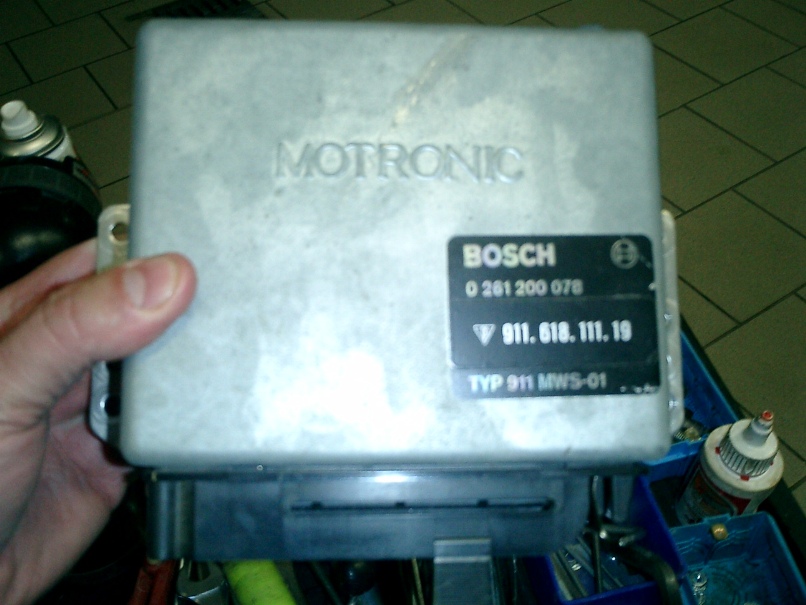 MOTRONIC
BOSCH
0 261 200 078
911.618.111.19
TYP 911 MWS-01